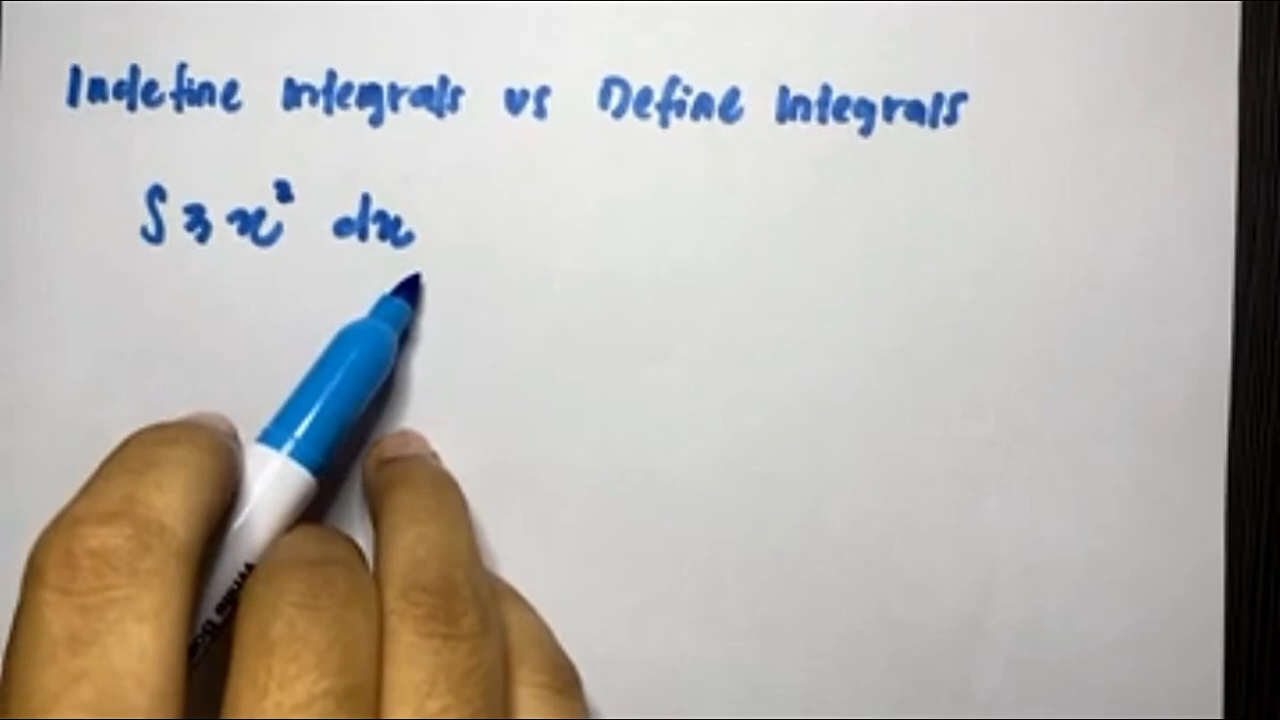 Indefine Integrals vs Define Integrals
∫ 3x² dx